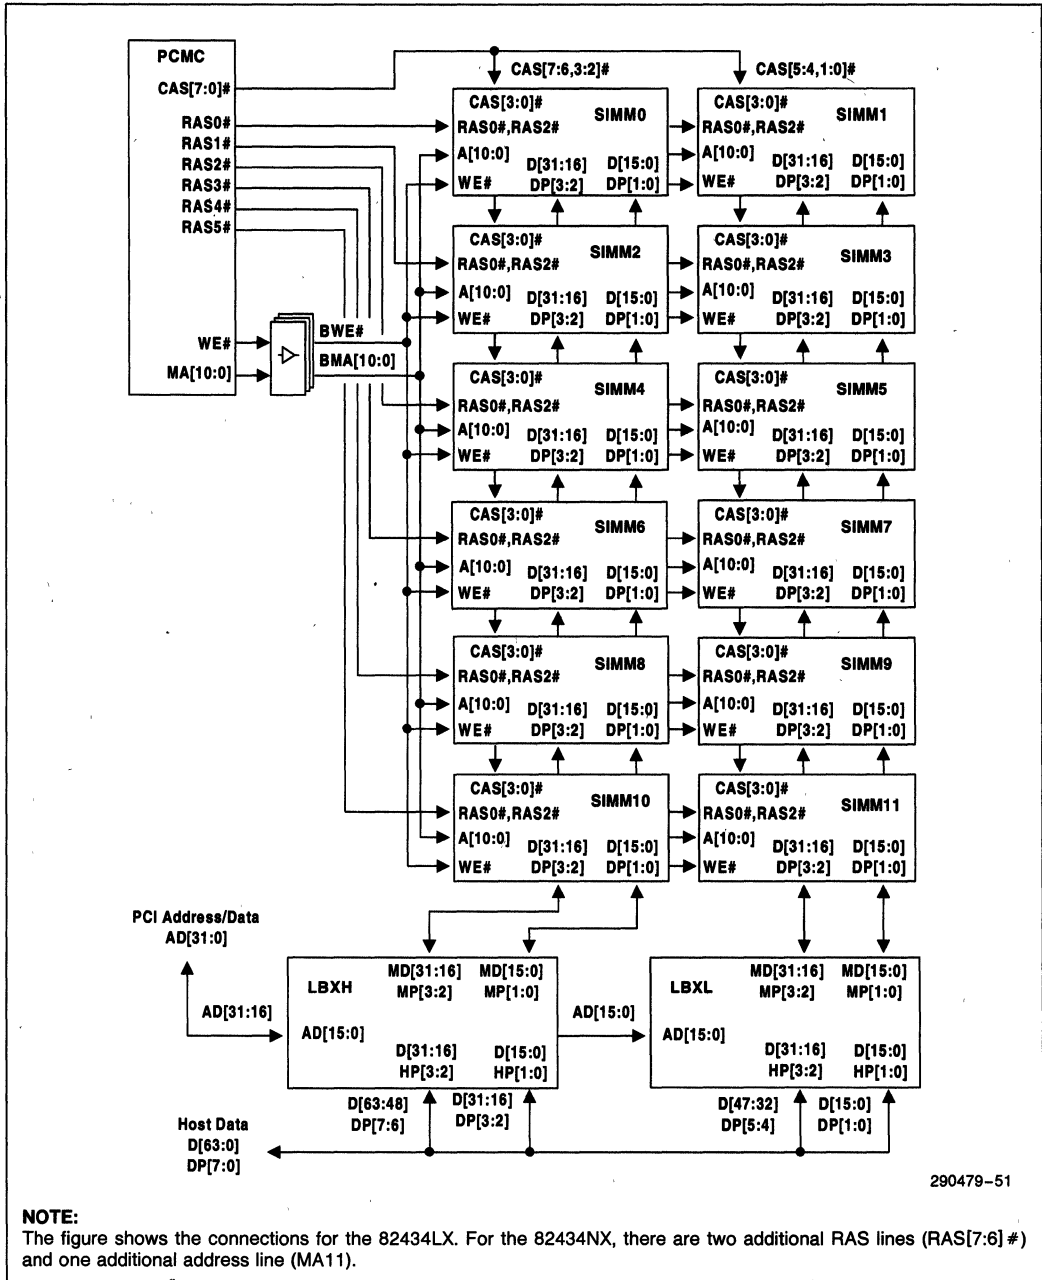 PCMC
CAS[7:0]#
RAS0#
RAS1#
RAS2#
RAS3#
RAS4#
RAS5#
WE#
MA[10:0]
BWE#
BMA[10:0]
CAS[7:6,3:2]#
CAS[5:4,1:0]#
CAS[3:0]#
SIMM0
RAS0#,RAS2#
A[10:0]
D[31:16] D[15:0]
WE#
DP[3:2] DP[1:0]
CAS[3:0]#
SIMM1
RAS0#,RAS2#
A[10:0]
D[31:16] D[15:0]
WE#
DP[3:2] DP[1:0]
CAS[3:0]#
SIMM2
RAS0#,RAS2#
A[10:0]
D[31:16] D[15:0]
WE#
DP[3:2] DP[1:0]
CAS[3:0]#
SIMM3
RAS0#,RAS2#
A[10:0]
D[31:16] D[15:0]
WE#
DP[3:2] DP[1:0]
CAS[3:0]#
SIMM4
RAS0#,RAS2#
A[10:0]
D[31:16] D[15:0]
WE#
DP[3:2] DP[1:0]
CAS[3:0]#
SIMM5
RAS0#,RAS2#
A[10:0]
D[31:16] D[15:0]
WE#
DP[3:2] DP[1:0]
CAS[3:0]#
SIMM6
RAS0#,RAS2#
A[10:0]
D[31:16] D[15:0]
WE#
DP[3:2] DP[1:0]
CAS[3:0]#
SIMM7
RAS0#,RAS2#
A[10:0]
D[31:16] D[15:0]
WE#
DP[3:2] DP[1:0]
CAS[3:0]#
SIMM8
RAS0#,RAS2#
A[10:0]
D[31:16] D[15:0]
WE#
DP[3:2] DP[1:0]
CAS[3:0]#
SIMM9
RAS0#,RAS2#
A[10:0]
D[31:16] D[15:0]
WE#
DP[3:2] DP[1:0]
CAS[3:0]#
SIMM10
RAS0#,RAS2#
A[10:0]
D[31:16] D[15:0]
WE#
DP[3:2] DP[1:0]
CAS[3:0]#
SIMM11
RAS0#,RAS2#
A[10:0]
D[31:16] D[15:0]
WE#
DP[3:2] DP[1:0]
PCI Address/Data
AD[31:0]
AD[31:16]
LBXH
MD[31:16] MD[15:0]
MP[3:2] MP[1:0]
AD[15:0]
D[31:16] D[15:0]
HP[3:2] HP[1:0]
AD[15:0]
LBXL
MD[31:16] MD[15:0]
MP[3:2] MP[1:0]
AD[15:0]
D[31:16] D[15:0]
HP[3:2] HP[1:0]
D[63:48] D[31:16]
DP[7:6] DP[3:2]
D[47:32] D[15:0]
DP[5:4] DP[1:0]
Host Data
D[63:0]
DP[7:0]
290479–51
NOTE:
The figure shows the connections for the 82434LX. For the 82434NX, there are two additional RAS lines (RAS[7:6]#)
and one additional address line (MA11).